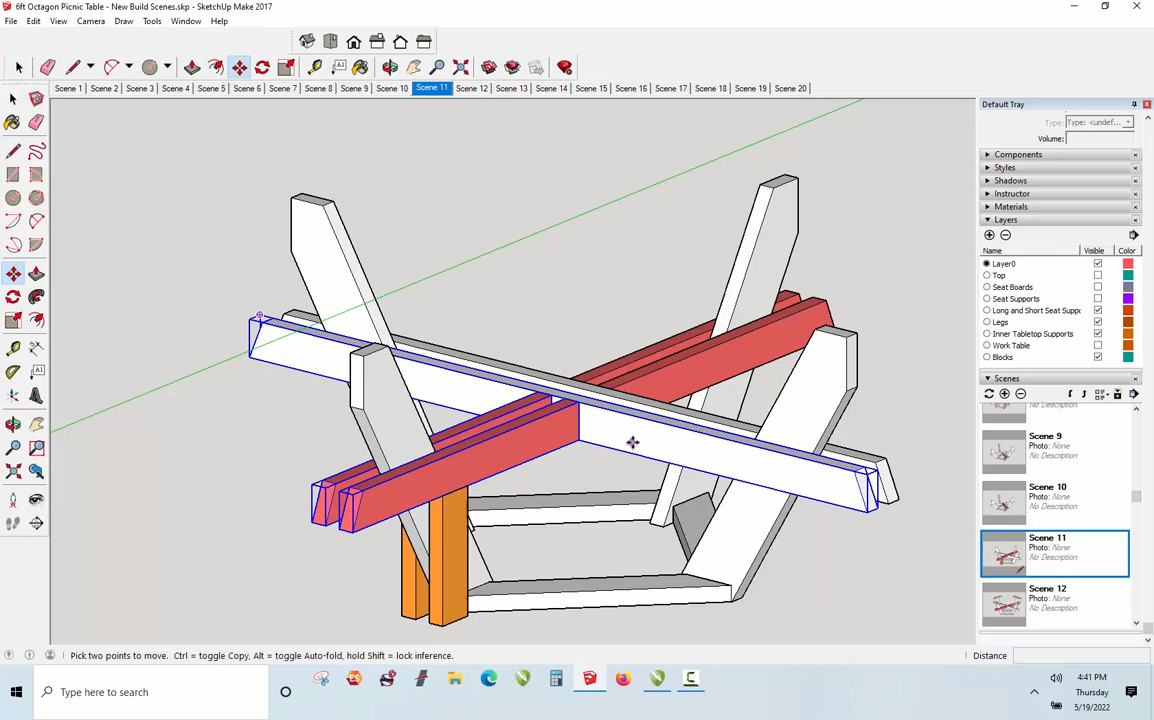 6ft Octagon Picnic Table - New Build Scenes.skp - SketchUp Make 2017
File Edit View Camera Draw Tools Window Help
Scene 1 Scene 2 Scene 3 Scene 4 Scene 5 Scene 6 Scene 7 Scene 8 Scene 9 Scene 10 Scene 11 Scene 12 Scene 13 Scene 14 Scene 15 Scene 16 Scene 17 Scene 18 Scene 19 Scene 20
Default Tray
Type: Type: <undef...
Volume:
Components
Styles
Shadows
Instructor
Materials
Layers
Name Visible Color
Layer0
Top
Seat Boards
Seat Supports
Long and Short Seat Suppo
Legs
Inner Tabletop Supports
Work Table
Blocks
Scenes
No Description
Scene 9
Photo: None
No Description
Scene 10
Photo: None
No Description
Scene 11
Photo: None
No Description
Scene 12
Photo: None
No Description
Pick two points to move. Ctrl = toggle Copy, Alt = toggle Auto-fold, hold Shift = lock inference.
Distance
Type here to search
4:41 PM
Thursday
5/19/2022